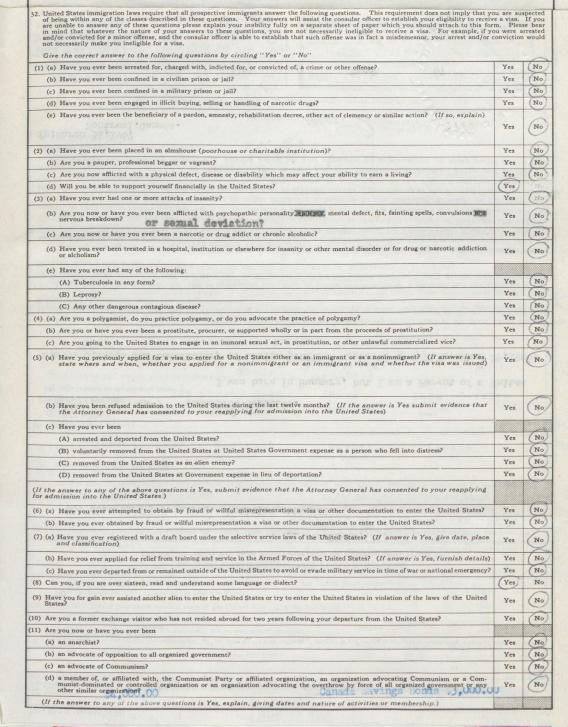 32. United States immigration laws require that all prospective immigrants answer the following questions. This requirement does not imply that you are suspected
of being within any of the classes described in these questions. Your answers will assist the consular officer to establish your eligibility to receive a visa. If you
are unable to answer any of these questions please explain your inability fully on a separate sheet of paper which you should attach to this form. Please bear
in mind that whatever the nature of your answers to these questions, you are not necessarily ineligible to receive a visa. For example, if you were arrested
and/or convicted for a minor offense, and the consular officer is able to establish that such offense was in fact a misdemeanor, your arrest and/or conviction would
not necessarily make you ineligible for a visa.
Give the correct answer to the following questions by circling "Yes" or "No"
(1) (a) Have you ever been arrested for, charged with, indicted for, or convicted of, a crime or other offense? Yes No
(b) Have you ever been confined in a civilian prison or jail? Yes No
(c) Have you ever been confined in a military prison or jail? Yes No
(d) Have you ever been engaged in illicit buying, selling or handling of narcotic drugs? Yes No
(e) Have you ever been the beneficiary of a pardon, amnesty, rehabilitation decree, other act of clemency or similar action? (If so, explain)
Yes No
(2) (a) Have you ever been placed in an almshouse (poorhouse or charitable institution)? Yes No
(b) Are you a pauper, professional beggar or vagrant? Yes No
(c) Are you now afflicted with a physical defect, disease or disability which may affect your ability to earn a living? Yes No
(d) Will you be able to support yourself financially in the United States? Yes No
(3) (a) Have you ever had one or more attacks of insanity? Yes No
(b) Are you now or have you ever been afflicted with psychopathic personality, mental defect, fits, fainting spells, convulsions
nervous breakdown? or sexual deviation? Yes No
(c) Are you now or have you ever been a narcotic or drug addict or chronic alcoholic? Yes No
(d) Have you ever been treated in a hospital, institution or elsewhere for insanity or other mental disorder or for drug or narcotic addiction
or alcholism? Yes No
(e) Have you ever had any of the following:
(A) Tuberculosis in any form? Yes No
(B) Leprosy? Yes No
(C) Any other dangerous contagious disease? Yes No
(4) (a) Are you a polygamist, do you practice polygamy, or do you advocate the practice of polygamy? Yes No
(b) Are you or have you ever been a prostitute, procurer, or supported wholly or in part from the proceeds of prostitution? Yes No
(c) Are you going to the United States to engage in an immoral sexual act, in prostitution, or other unlawful commercialized vice? Yes No
(5) (a) Have you previously applied for a visa to enter the United States either as an immigrant or as a nonimmigrant? (If answer is Yes,
state where and when, whether you applied for a nonimmigrant or an immigrant visa and whether the visa was issued) Yes No
(b) Have you been refused admission to the United States during the last twelve months? (If the answer is Yes submit evidence that
the Attorney General has consented to your reapplying for admission into the United States) Yes No
(c) Have you ever been
(A) arrested and deported from the United States? Yes No
(B) voluntarily removed from the United States at United States Government expense as a person who fell into distress? Yes No
(C) removed from the United States as an alien enemy? Yes No
(D) removed from the United States at Government expense in lieu of deportation? Yes No
(If the answer to any of the above questions is Yes, submit evidence that the Attorney General has consented to your reapplying
for admission into the United States.)
(6) (a) Have you ever attempted to obtain by fraud or willful misrepresentation a visa or other documentation to enter the United States? Yes No
(b) Have you ever obtained by fraud or willful misrepresentation a visa or other documentation to enter the United States? Yes No
(7) (a) Have you ever registered with a draft board under the selective service laws of the United States? (If answer is Yes, give date, place
and classification) Yes No
(b) Have you ever applied for relief from training and service in the Armed Forces of the United States? (If answer is Yes, furnish details) Yes No
(c) Have you ever departed from or remained outside of the United States to avoid or evade military service in time of war or national emergency? Yes No
(8) Can you, if you are over sixteen, read and understand some language or dialect? Yes No
(9) Have you for gain ever assisted another alien to enter the United States or try to enter the United States in violation of the laws of the United
States? Yes No
(10) Are you a former exchange visitor who has not resided abroad for two years following your departure from the United States? Yes No
(11) Are you now or have you ever been
(a) an anarchist? Yes No
(b) an advocate of opposition to all organized government? Yes No
(c) an advocate of Communism? Yes No
(d) a member of, or affiliated with, the Communist Party or affiliated organization, an organization advocating Communism or a Com-
munist-dominated or controlled organization or an organization advocating the overthrow by force of all organized government or any
other similar organization? Canada Savings Bonds $3,000.00 Yes No
(If the answer to any of the above questions is Yes, explain, giving dates and nature of activities or membership.)